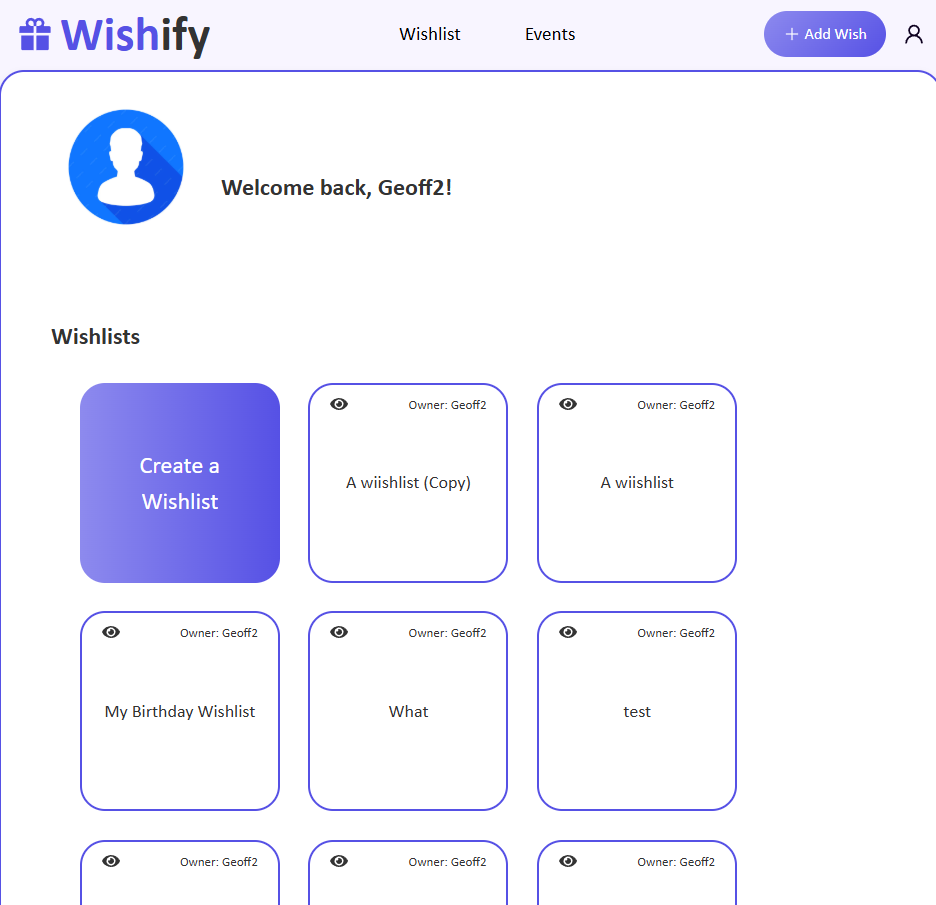 Wishify
Wishlist
Events
Add Wish
Welcome back, Geoff2!
Wishlists
Create a
Wishlist
Owner: Geoff2
A wiishlist (Copy)
Owner: Geoff2
A wiishlist
Owner: Geoff2
My Birthday Wishlist
Owner: Geoff2
What
Owner: Geoff2
test
Owner: Geoff2
Owner: Geoff2
Owner: Geoff2